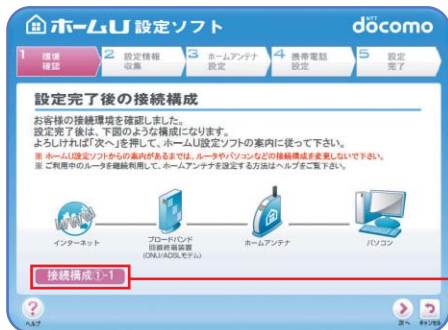 ホームU 設定ソフト
NTT
docomo
1 環境確認
2 設定情報収集
3 ホームアンテナ設定
4 携帯電話設定
5 設定完了
設定完了後の接続構成
お客様の接続環境を確認しました。
設定完了後は、下図のような構成になります。
よろしければ「次へ」を押して、ホームU設定ソフトの案内に従って下さい。
※ ホームU設定ソフトからの案内があるまでは、ルータやパソコンなどの接続構成を変更しないで下さい。
※ ご利用中のルータを継続利用して、ホームアンテナを設定する方法はヘルプをご覧下さい。
WWW
インターネット
ブロードバンド
回線終端装置
(ONU/ADSLモデム)
ホームアンテナ
パソコン
接続構成①-1
?
ヘルプ
次へ
キャンセル